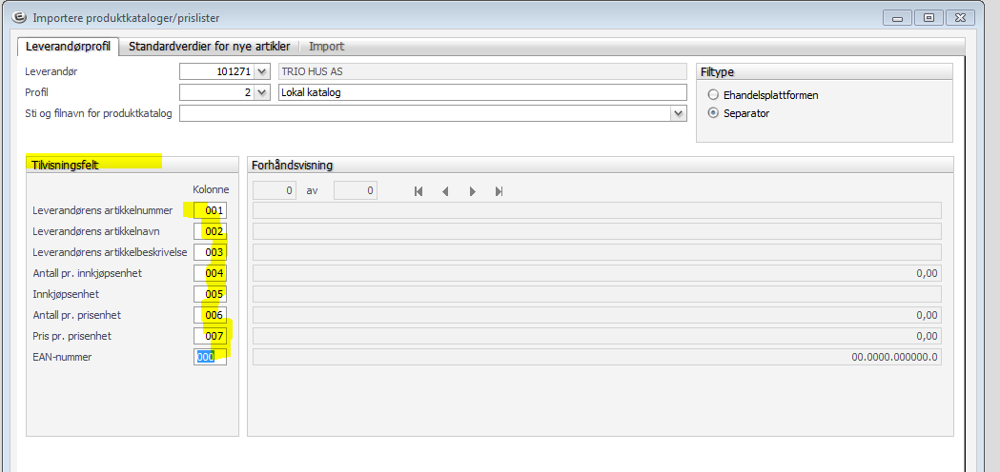 Importere produktkataloger/prislister
Leverandørprofil Standardverdier for nye artikler Import
Leverandør 101271 TRIO HUS AS
Profil 2 Lokal katalog
Sti og filnavn for produktkatalog
Filtype
Ehandelsplattformen
Separator
Tilvisningsfelt
Kolonne
Leverandørens artikkelnummer 001
Leverandørens artikkelnavn 002
Leverandørens artikkelbeskrivelse 003
Antall pr. innkjøpsenhet 004
Innkjøpsenhet 005
Antall pr. prisenhet 006
Pris pr. prisenhet 007
EAN-nummer 000
Forhåndsvisning
0 av 0
0,00
0,00
0,00
00.0000.000000.0